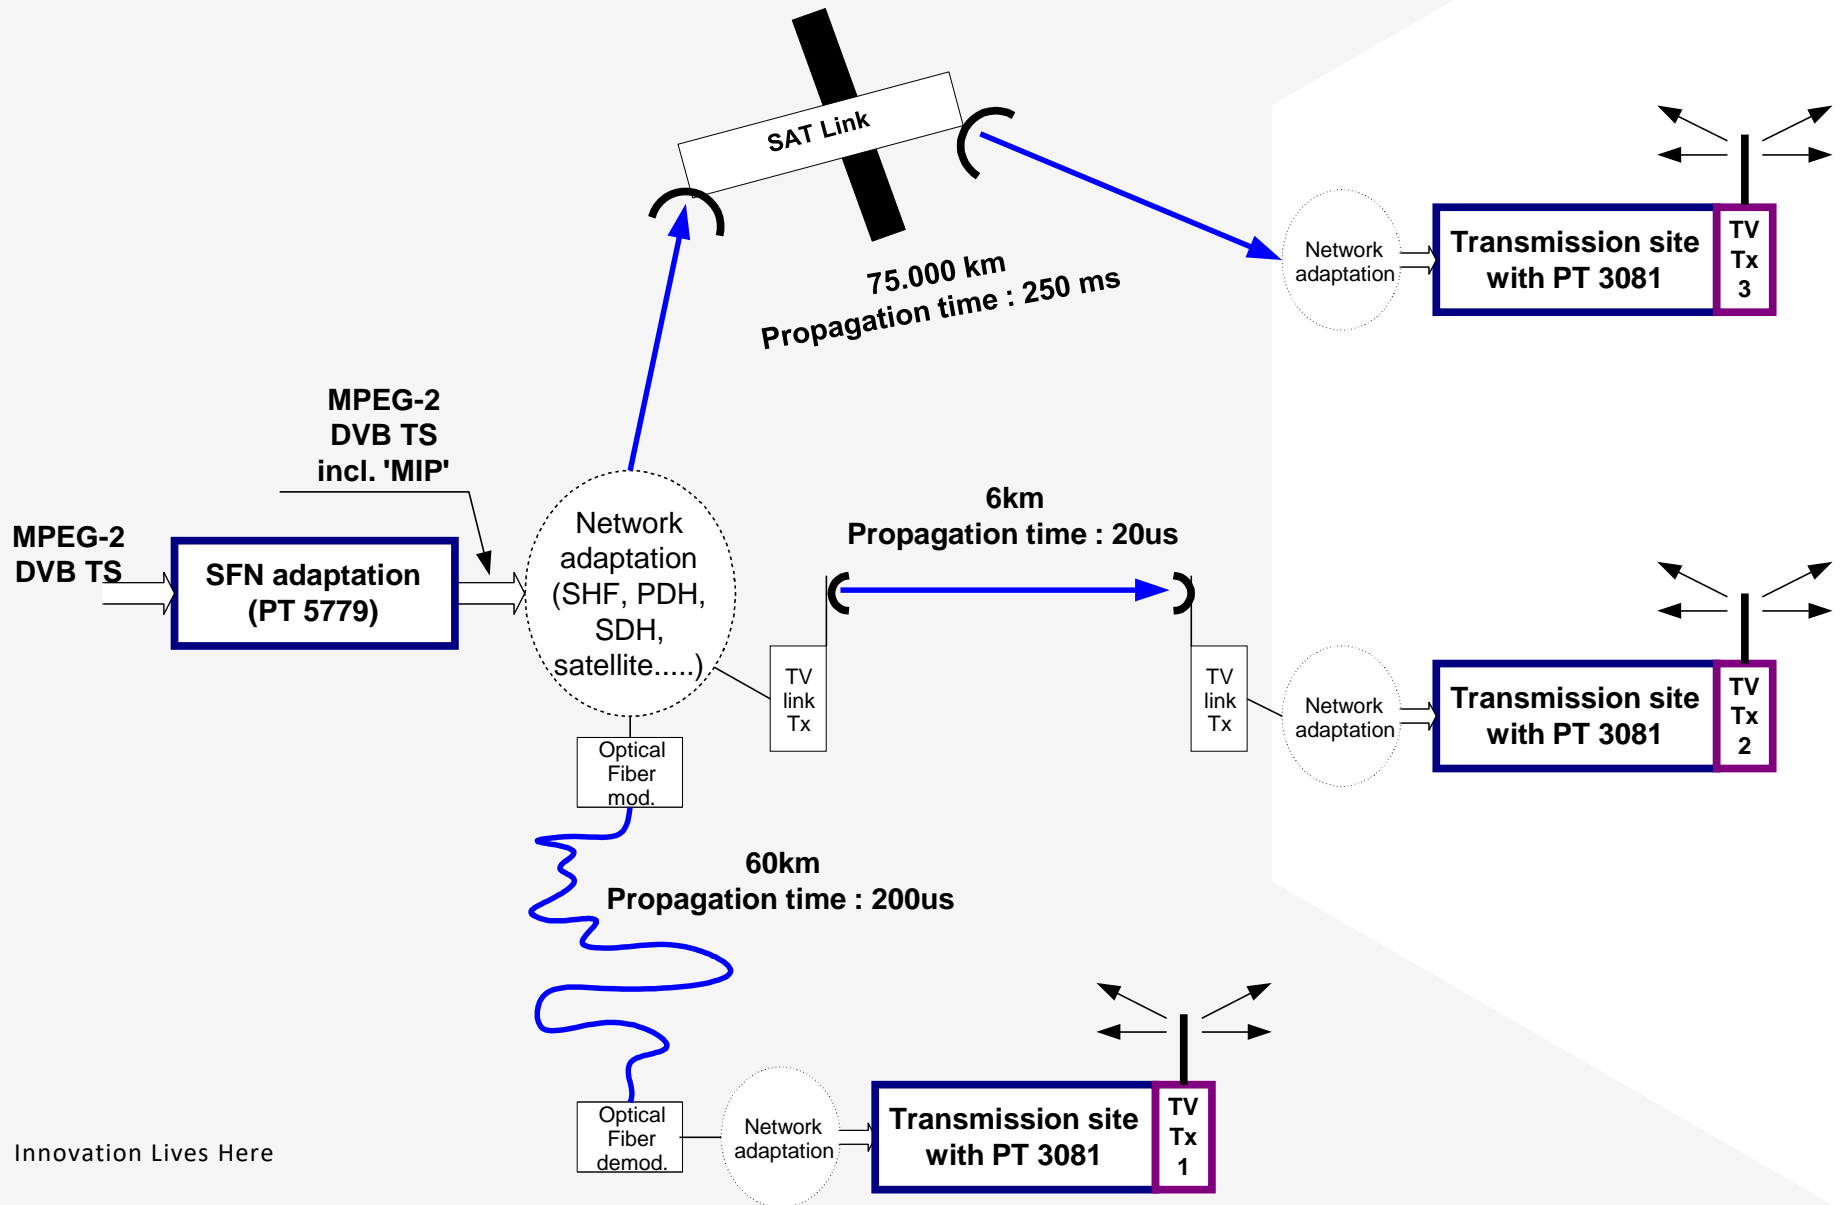 SAT Link
75.000 km
Propagation time : 250 ms
Network
adaptation
Transmission site
with PT 3081
TV
Tx
3
MPEG-2
DVB TS
incl. 'MIP'
MPEG-2
DVB TS
SFN adaptation
(PT 5779)
Network
adaptation
(SHF, PDH,
SDH,
satellite.....)
6km
Propagation time : 20us
TV
link
Tx
TV
link
Tx
Network
adaptation
Transmission site
with PT 3081
TV
Tx
2
Optical
Fiber
mod.
60km
Propagation time : 200us
Optical
Fiber
demod.
Network
adaptation
Transmission site
with PT 3081
TV
Tx
1
Innovation Lives Here